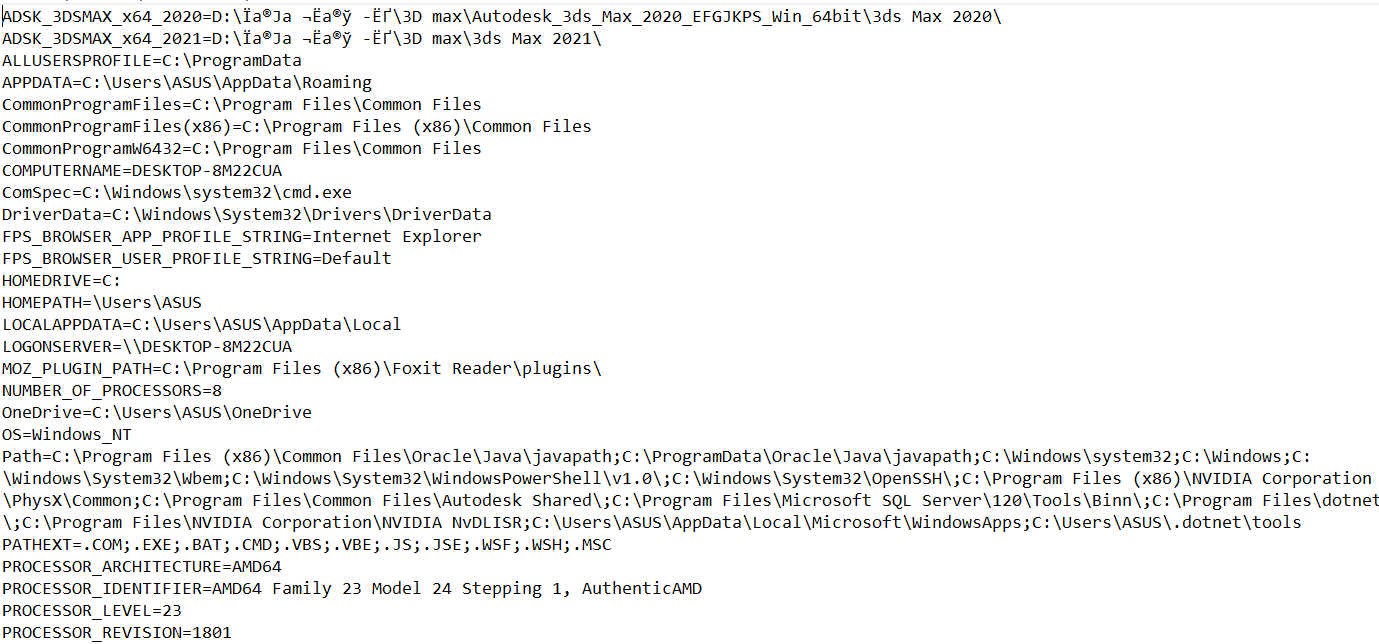 ADSK_3DSMAX_x64_2020=D:\Ïa®Ja ¬Ëa®ÿ -ËҐ\3D max\Autodesk_3ds_Max_2020_EFGJKPS_Win_64bit\3ds Max 2020\
ADSK_3DSMAX_x64_2021=D:\Ïa®Ja ¬Ëa®ÿ -ËҐ\3D max\3ds Max 2021\
ALLUSERSPROFILE=C:\ProgramData
APPDATA=C:\Users\ASUS\AppData\Roaming
CommonProgramFiles=C:\Program Files\Common Files
CommonProgramFiles(x86)=C:\Program Files (x86)\Common Files
CommonProgramW6432=C:\Program Files\Common Files
COMPUTERNAME=DESKTOP-8M22CUA
ComSpec=C:\Windows\system32\cmd.exe
DriverData=C:\Windows\System32\Drivers\DriverData
FPS_BROWSER_APP_PROFILE_STRING=Internet Explorer
FPS_BROWSER_USER_PROFILE_STRING=Default
HOMEDRIVE=C:
HOMEPATH=\Users\ASUS
LOCALAPPDATA=C:\Users\ASUS\AppData\Local
LOGONSERVER=\\DESKTOP-8M22CUA
MOZ_PLUGIN_PATH=C:\Program Files (x86)\Foxit Reader\plugins\
NUMBER_OF_PROCESSORS=8
OneDrive=C:\Users\ASUS\OneDrive
OS=Windows_NT
Path=C:\Program Files (x86)\Common Files\Oracle\Java\javapath;C:\ProgramData\Oracle\Java\javapath;C:\Windows\system32;C:\Windows;C:
\Windows\System32\Wbem;C:\Windows\System32\WindowsPowerShell\v1.0\;C:\Windows\System32\OpenSSH\;C:\Program Files (x86)\NVIDIA Corporation
\PhysX\Common;C:\Program Files\Common Files\Autodesk Shared\;C:\Program Files\Microsoft SQL Server\120\Tools\Binn\;C:\Program Files\dotnet
\;C:\Program Files\NVIDIA Corporation\NVIDIA NvDLISR;C:\Users\ASUS\AppData\Local\Microsoft\WindowsApps;C:\Users\ASUS\.dotnet\tools
PATHEXT=.COM;.EXE;.BAT;.CMD;.VBS;.VBE;.JS;.JSE;.WSF;.WSH;.MSC
PROCESSOR_ARCHITECTURE=AMD64
PROCESSOR_IDENTIFIER=AMD64 Family 23 Model 24 Stepping 1, AuthenticAMD
PROCESSOR_LEVEL=23
PROCESSOR_REVISION=1801